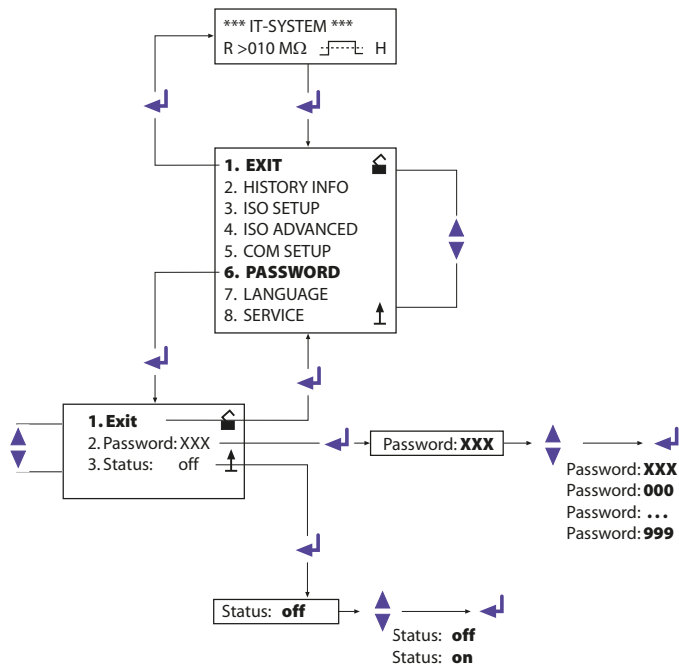 *** IT-SYSTEM ***
R >010 MΩ H
1. EXIT
2. HISTORY INFO
3. ISO SETUP
4. ISO ADVANCED
5. COM SETUP
6. PASSWORD
7. LANGUAGE
8. SERVICE
1. Exit
2. Password: XXX
3. Status: off
Password: XXX
Password: XXX
Password: 000
Password: ...
Password: 999
Status: off
Status: off
Status: on